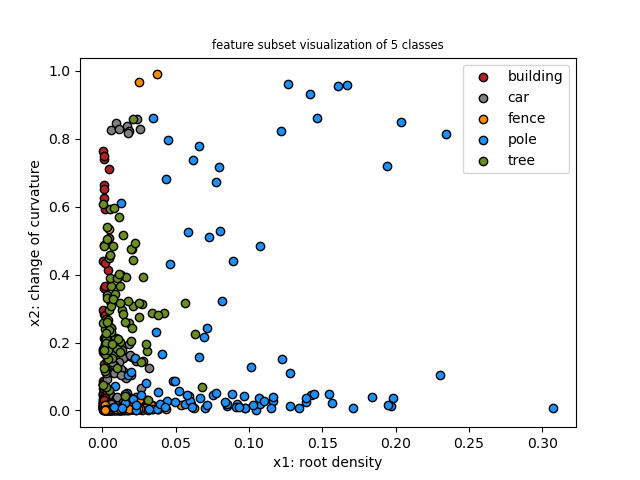 feature subset visualization of 5 classes
1.0
0.8
0.6
0.4
0.2
0.0
x2: change of curvature
building
car
fence
pole
tree
0.00 0.05 0.10 0.15 0.20 0.25 0.30
x1: root density